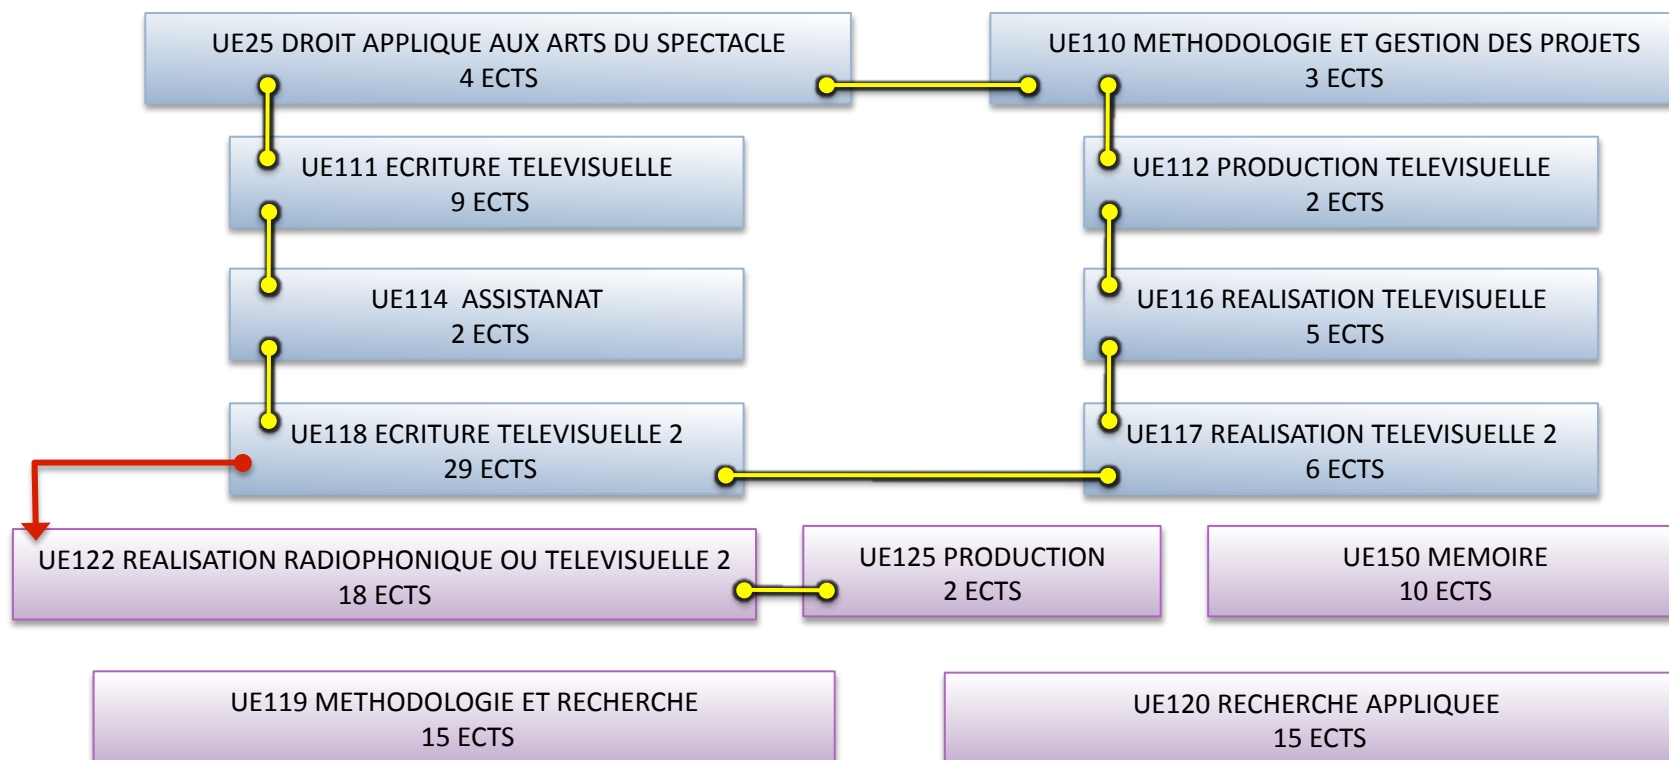 UE25 DROIT APPLIQUE AUX ARTS DU SPECTACLE
4 ECTS
UE110 METHODOLOGIE ET GESTION DES PROJETS
3 ECTS
UE111 ECRITURE TELEVISUELLE
9 ECTS
UE112 PRODUCTION TELEVISUELLE
2 ECTS
UE114  ASSISTANAT
2 ECTS
UE116 REALISATION TELEVISUELLE
5 ECTS
UE118 ECRITURE TELEVISUELLE 2
29 ECTS
UE117 REALISATION TELEVISUELLE 2
6 ECTS
UE122 REALISATION RADIOPHONIQUE OU TELEVISUELLE 2
18 ECTS
UE125 PRODUCTION
2 ECTS
UE150 MEMOIRE
10 ECTS
UE119 METHODOLOGIE ET RECHERCHE
15 ECTS
UE120 RECHERCHE APPLIQUEE
15 ECTS